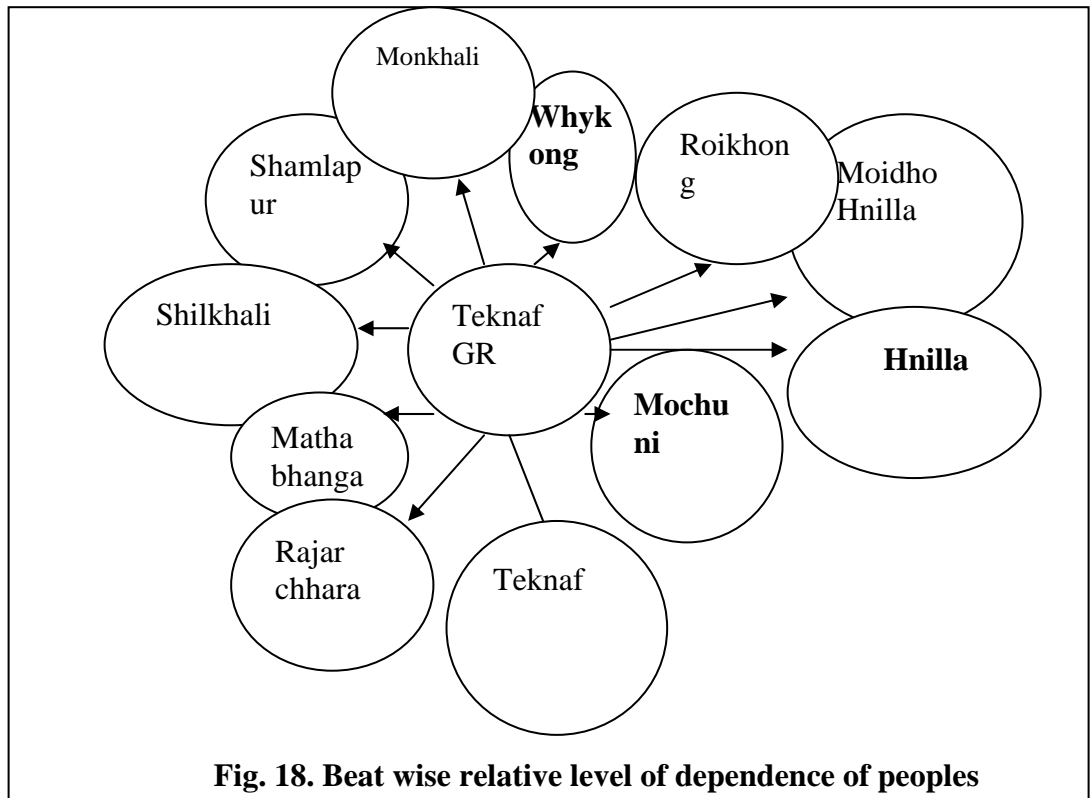 Monkhali
Whyk
ong
Roikhon
g
Moidho
Hnilla
Shamlap
ur
Shilkhali
Teknaf
GR
Hnilla
Mochu
ni
Matha
bhanga
Rajar
chhara
Teknaf
Fig. 18. Beat wise relative level of dependence of peoples